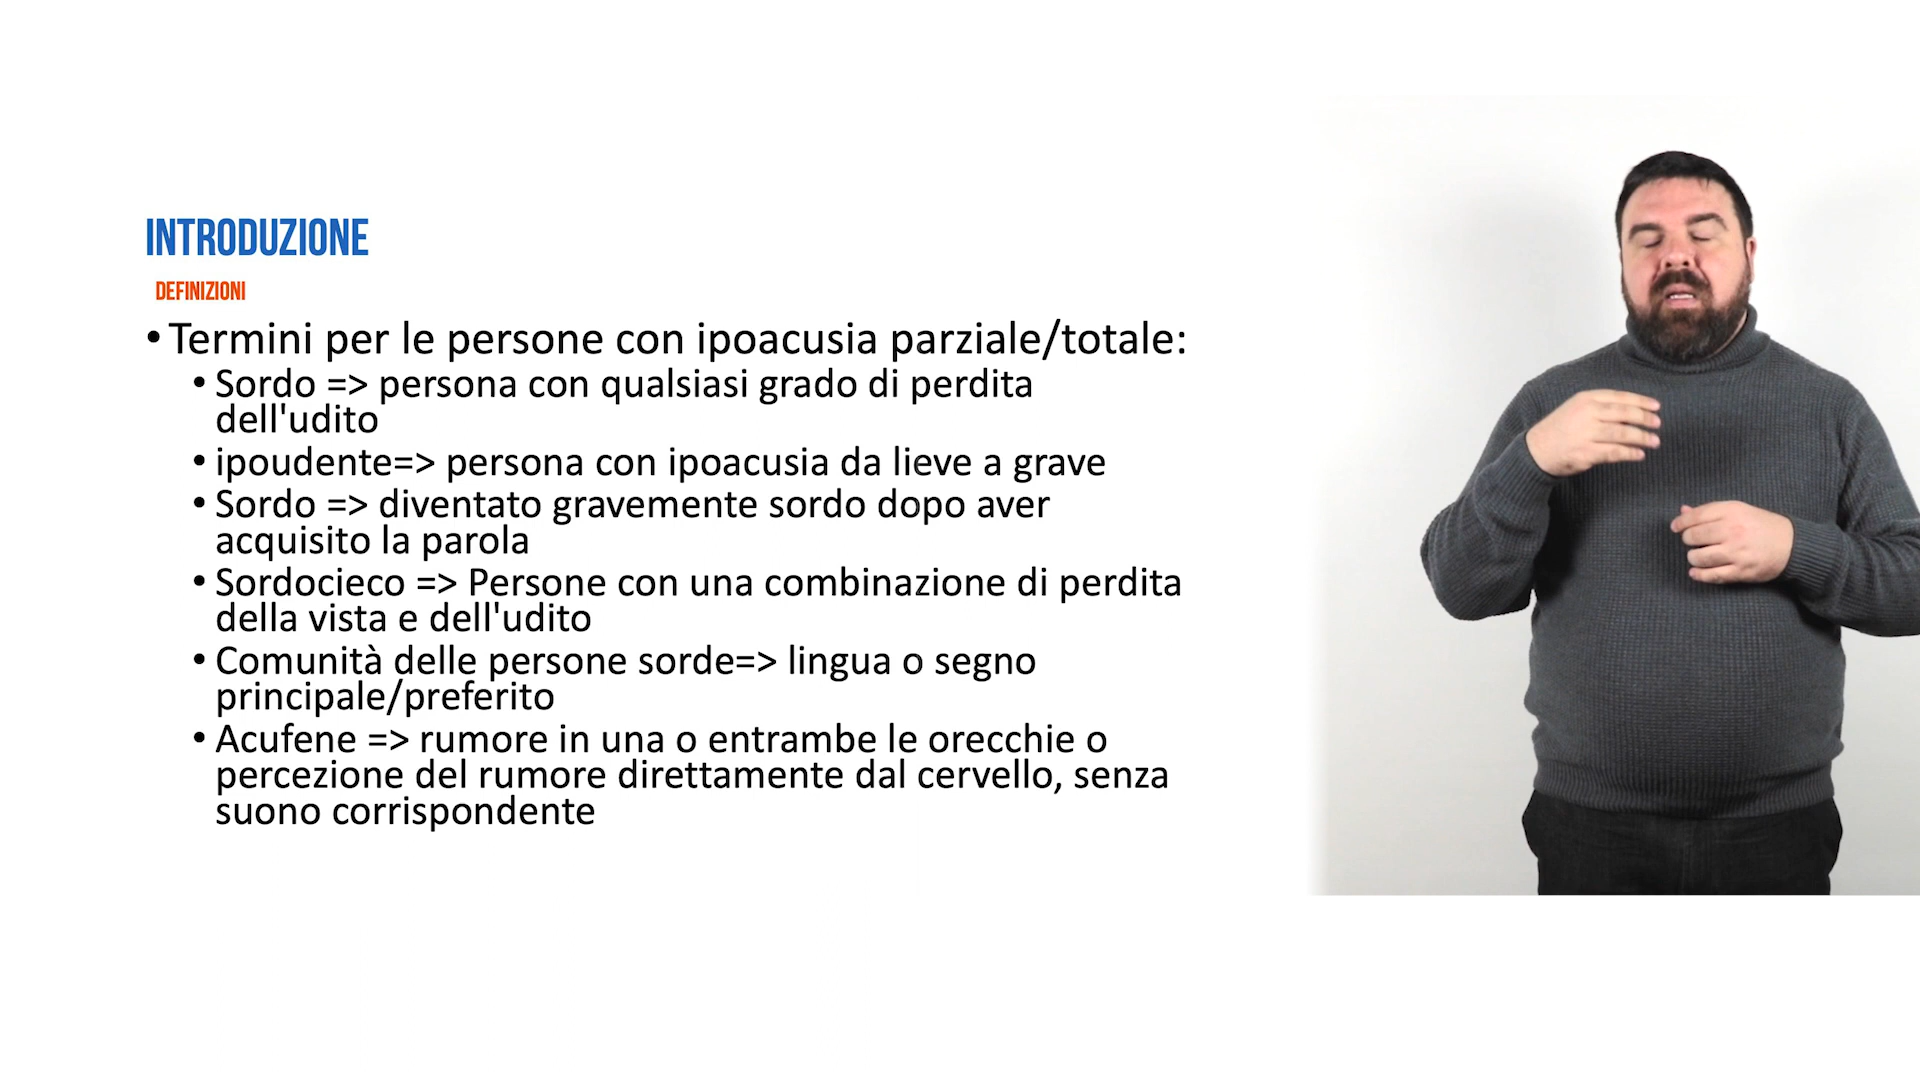 INTRODUZIONE
DEFINIZIONI
• Termini per le persone con ipoacusia parziale/totale:
• Sordo => persona con qualsiasi grado di perdita
dell'udito
• ipoudente=> persona con ipoacusia da lieve a grave
• Sordo => diventato gravemente sordo dopo aver
acquisito la parola
• Sordocieco => Persone con una combinazione di perdita
della vista e dell'udito
• Comunità delle persone sorde=> lingua o segno
principale/preferito
• Acufene => rumore in una o entrambe le orecchie o
percezione del rumore direttamente dal cervello, senza
suono corrispondente